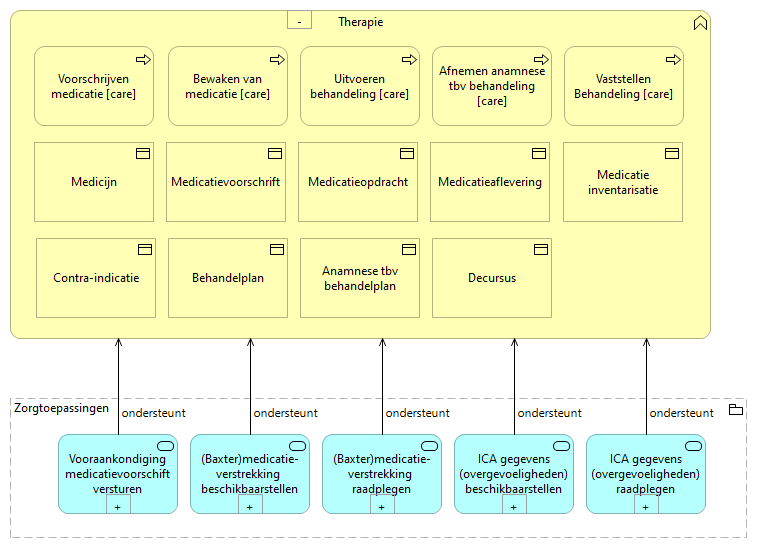 -
Therapie
Voorschrijven
medicatie [care]
Bewaken van
medicatie [care]
Uitvoeren
behandeling [care]
Afnemen anamnese
tbv behandeling
[care]
Vaststellen
Behandeling [care]
Medicijn
Medicatievoorschrift
Medicatieopdracht
Medicatieaflevering
Medicatie
inventarisatie
Contra-indicatie
Behandelplan
Anamnese tbv
behandelplan
Decursus
Zorgtoepassingen
ondersteunt
ondersteunt
ondersteunt
ondersteunt
ondersteunt
Vooraankondiging
medicatievoorschift
versturen
+
(Baxter)medicatie-
verstrekking
beschikbaarstellen
+
(Baxter)medicatie-
verstrekking
raadplegen
+
ICA gegevens
(overgevoeligheden)
beschikbaarstellen
+
ICA gegevens
(overgevoeligheden)
raadplegen
+